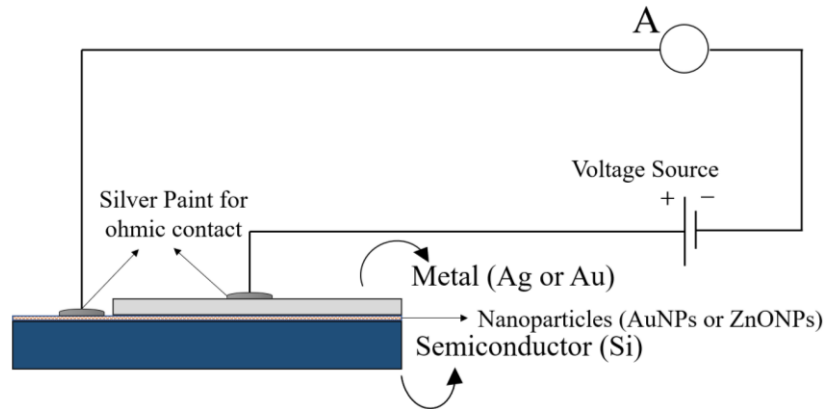 A
Voltage Source
+ −
Silver Paint for
ohmic contact
Metal (Ag or Au)
Nanoparticles (AuNPs or ZnONPs)
Semiconductor (Si)